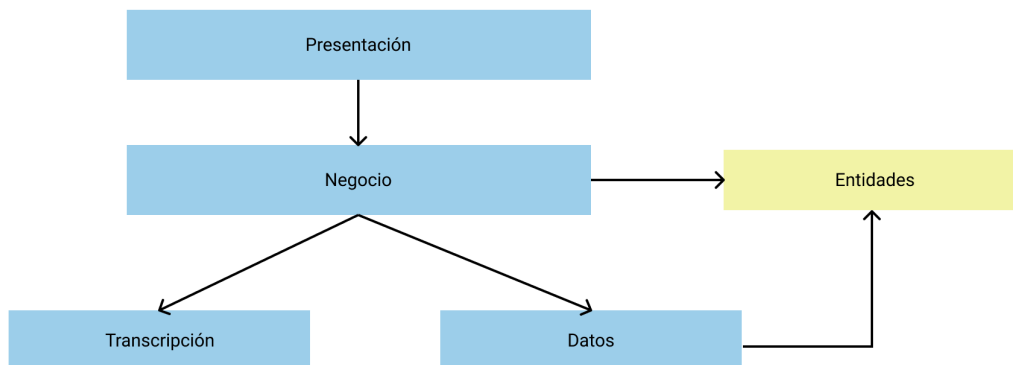 Presentación
Negocio
Entidades
Transcripción
Datos